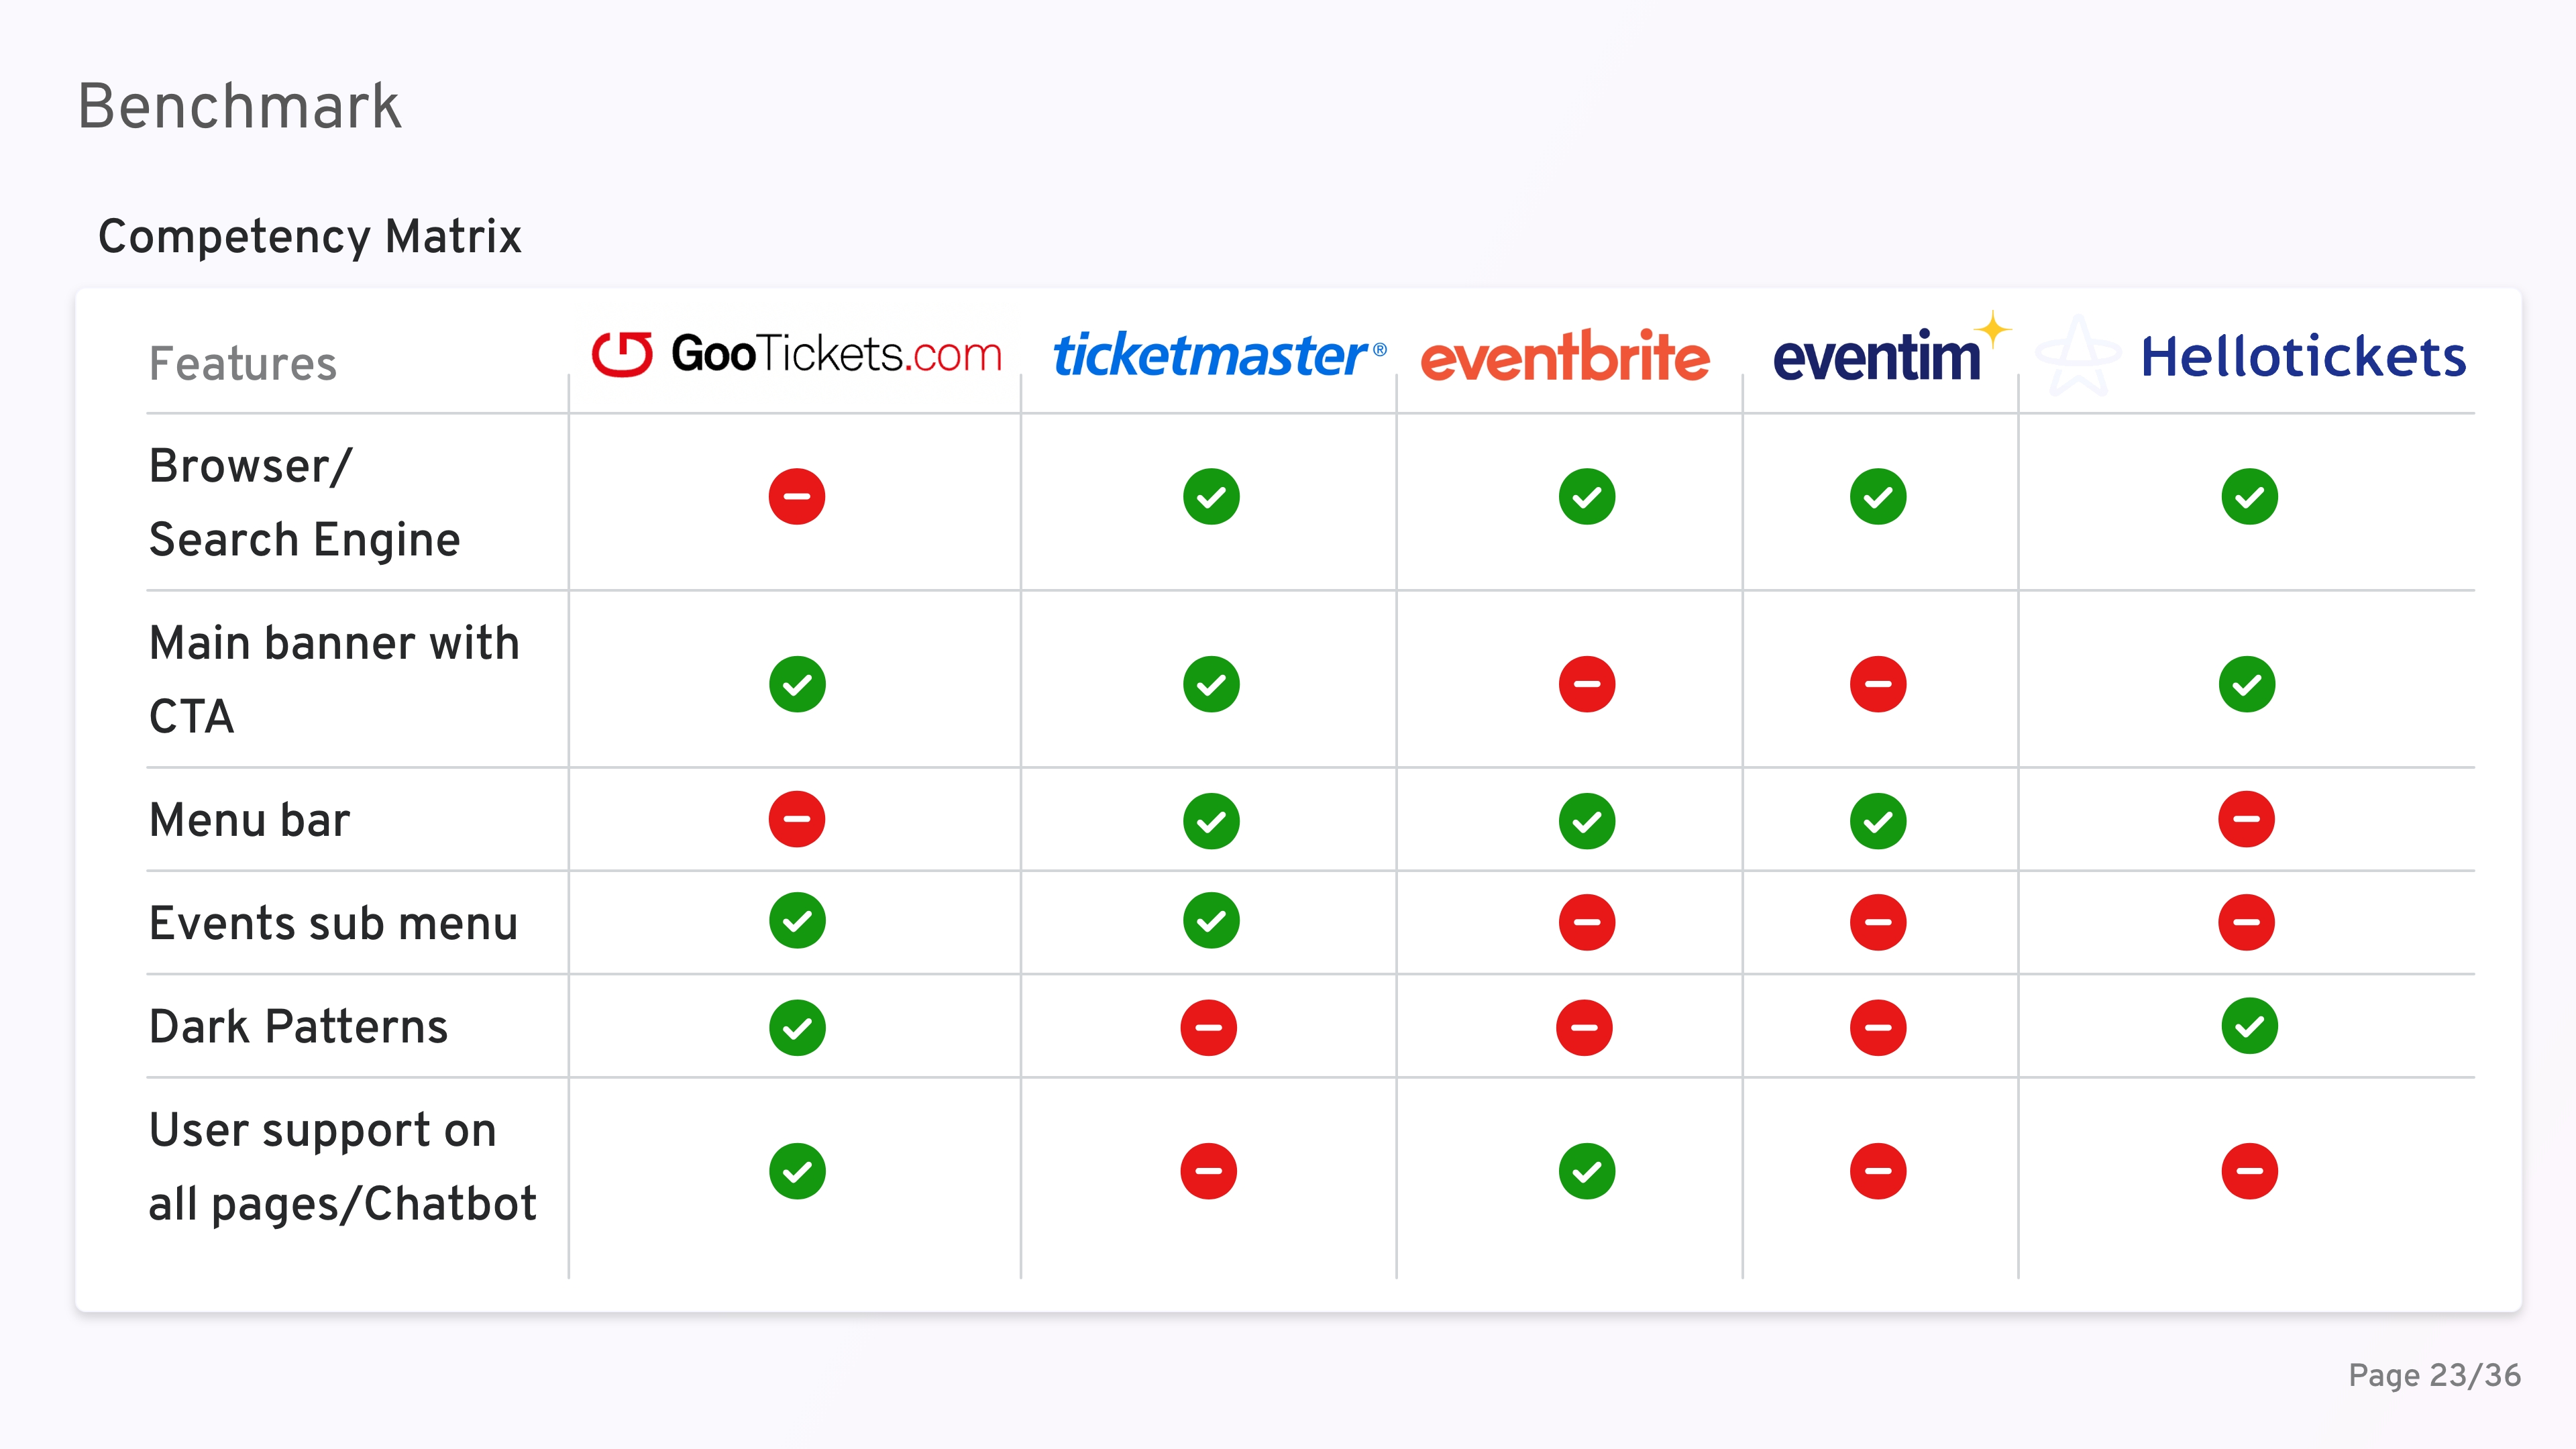 Benchmark
Competency Matrix
Features GooTickets.com ticketmaster® eventbrite eventim Hellotickets
Browser/
Search Engine
Main banner with
CTA
Menu bar
Events sub menu
Dark Patterns
User support on
all pages/Chatbot
Page 23/36